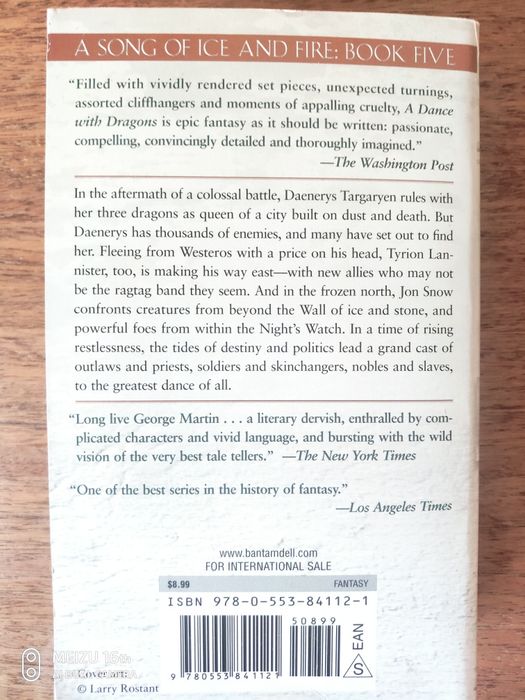 A SONG OF ICE AND FIRE: BOOK FIVE
“Filled with vividly rendered set pieces, unexpected turnings,
assorted cliffhangers and moments of appalling cruelty, A Dance
with Dragons is epic fantasy as it should be written: passionate,
compelling, convincingly detailed and thoroughly imagined.”
—The Washington Post
In the aftermath of a colossal battle, Daenerys Targaryen rules with
her three dragons as queen of a city built on dust and death. But
Daenerys has thousands of enemies, and many have set out to find
her. Fleeing from Westeros with a price on his head, Tyrion Lan-
nister, too, is making his way east—with new allies who may not
be the ragtag band they seem. And in the frozen north, Jon Snow
confronts creatures from beyond the Wall of ice and stone, and
powerful foes from within the Night’s Watch. In a time of rising
restlessness, the tides of destiny and politics lead a grand cast of
outlaws and priests, soldiers and skinchangers, nobles and slaves,
to the greatest dance of all.
“Long live George Martin . . . a literary dervish, enthralled by com-
plicated characters and vivid language, and bursting with the wild
vision of the very best tale tellers.” —The New York Times
“One of the best series in the history of fantasy.”
—Los Angeles Times
www.bantamdell.com
FOR INTERNATIONAL SALE
$8.99 FANTASY
ISBN 978-0-553-84112-1
50899
9 780553 841121
S EAN
MEIZU 16th
Cover art:
© Larry Rostant